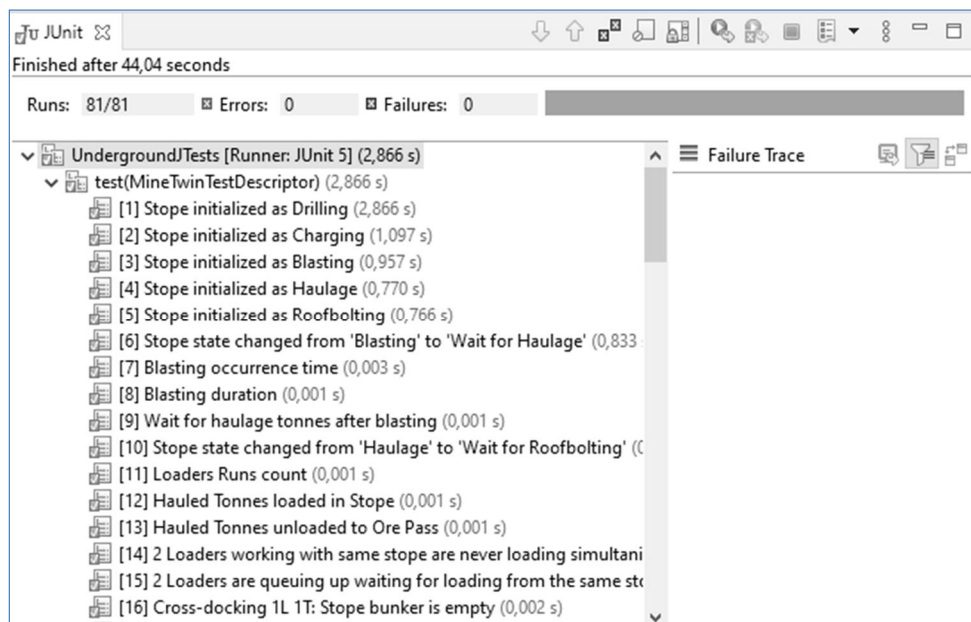 JUnit
Finished after 44,04 seconds
Runs: 81/81 Errors: 0 Failures: 0
UndergroundJTests [Runner: JUnit 5] (2,866 s)
Failure Trace
test(MineTwinTestDescriptor) (2,866 s)
[1] Stope initialized as Drilling (2,866 s)
[2] Stope initialized as Charging (1,097 s)
[3] Stope initialized as Blasting (0,957 s)
[4] Stope initialized as Haulage (0,770 s)
[5] Stope initialized as Roofbolting (0,766 s)
[6] Stope state changed from 'Blasting' to 'Wait for Haulage' (0,833
[7] Blasting occurrence time (0,003 s)
[8] Blasting duration (0,001 s)
[9] Wait for haulage tonnes after blasting (0,001 s)
[10] Stope state changed from 'Haulage' to 'Wait for Roofbolting' (0
[11] Loaders Runs count (0,001 s)
[12] Hauled Tonnes loaded in Stope (0,001 s)
[13] Hauled Tonnes unloaded to Ore Pass (0,001 s)
[14] 2 Loaders working with same stope are never loading simultani
[15] 2 Loaders are queuing up waiting for loading from the same sto
[16] Cross-docking 1L 1T: Stope bunker is empty (0,002 s)